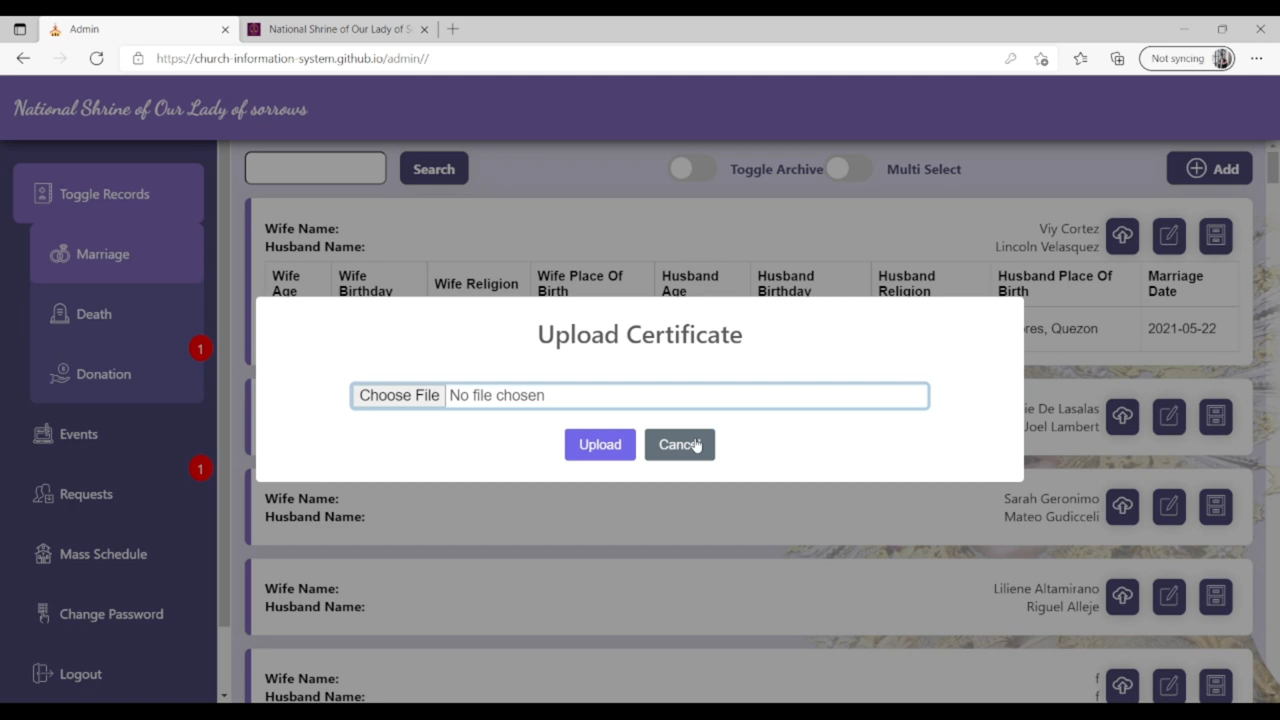 Admin
National Shrine of Our Lady of S
https://church-information-system.github.io/admin//
Not syncing
National Shrine of Our Lady of sorrows
Toggle Records
Marriage
Death
1
Donation
Events
1
Requests
Mass Schedule
Change Password
Logout
Search
Toggle Archive
Multi Select
Add
Wife Name:
Viy Cortez
Husband Name:
Lincoln Velasquez
Wife Age
Wife Birthday
Wife Religion
Wife Place Of Birth
Husband Age
Husband Birthday
Husband Religion
Husband Place Of Birth
Marriage Date
res, Quezon
2021-05-22
Upload Certificate
Choose File No file chosen
Upload
Cancel
ie De Lasalas
Joel Lambert
Wife Name:
Sarah Geronimo
Husband Name:
Mateo Gudicceli
Wife Name:
Liliene Altamirano
Husband Name:
Riguel Alleje
Wife Name:
f
Husband Name:
f